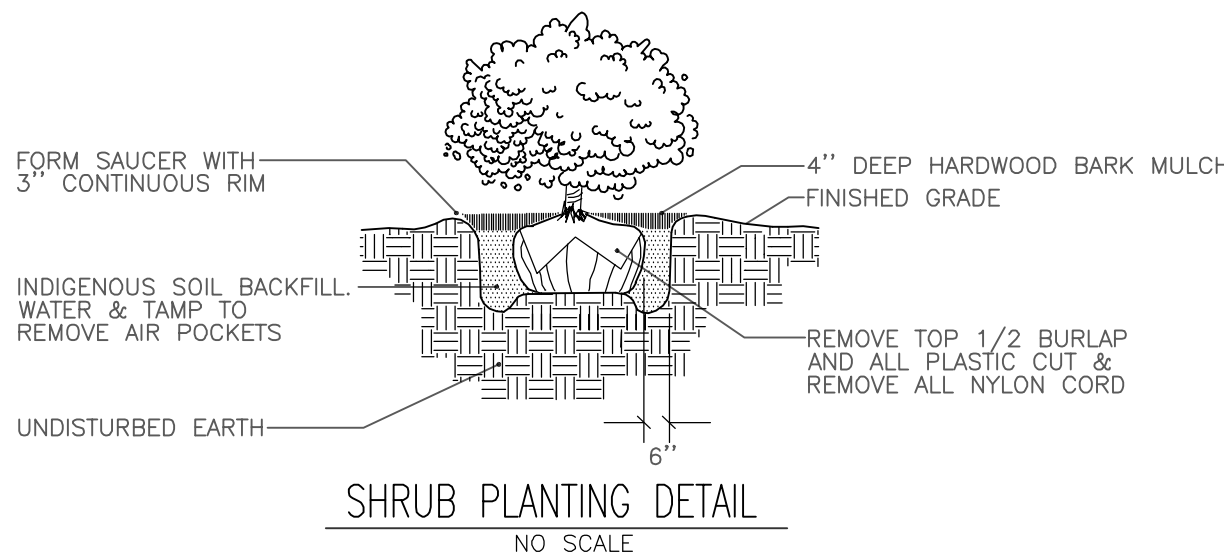 FORM SAUCER WITH
3'' CONTINUOUS RIM
4'' DEEP HARDWOOD BARK MULCH
FINISHED GRADE
INDIGENOUS SOIL BACKFILL.
WATER & TAMP TO
REMOVE AIR POCKETS
REMOVE TOP 1/2 BURLAP
AND ALL PLASTIC CUT &
REMOVE ALL NYLON CORD
UNDISTURBED EARTH
6''
SHRUB PLANTING DETAIL
NO SCALE